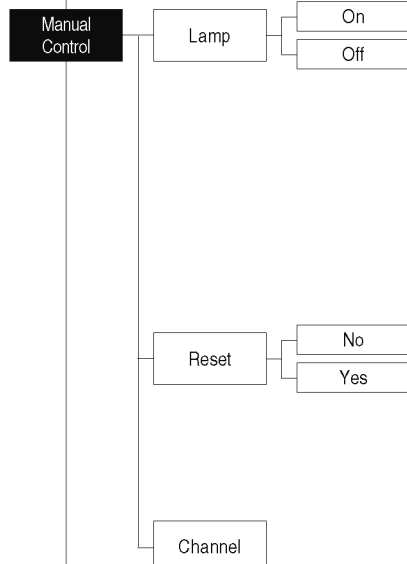 Manual
Control
Lamp
On
Off
Reset
No
Yes
Channel